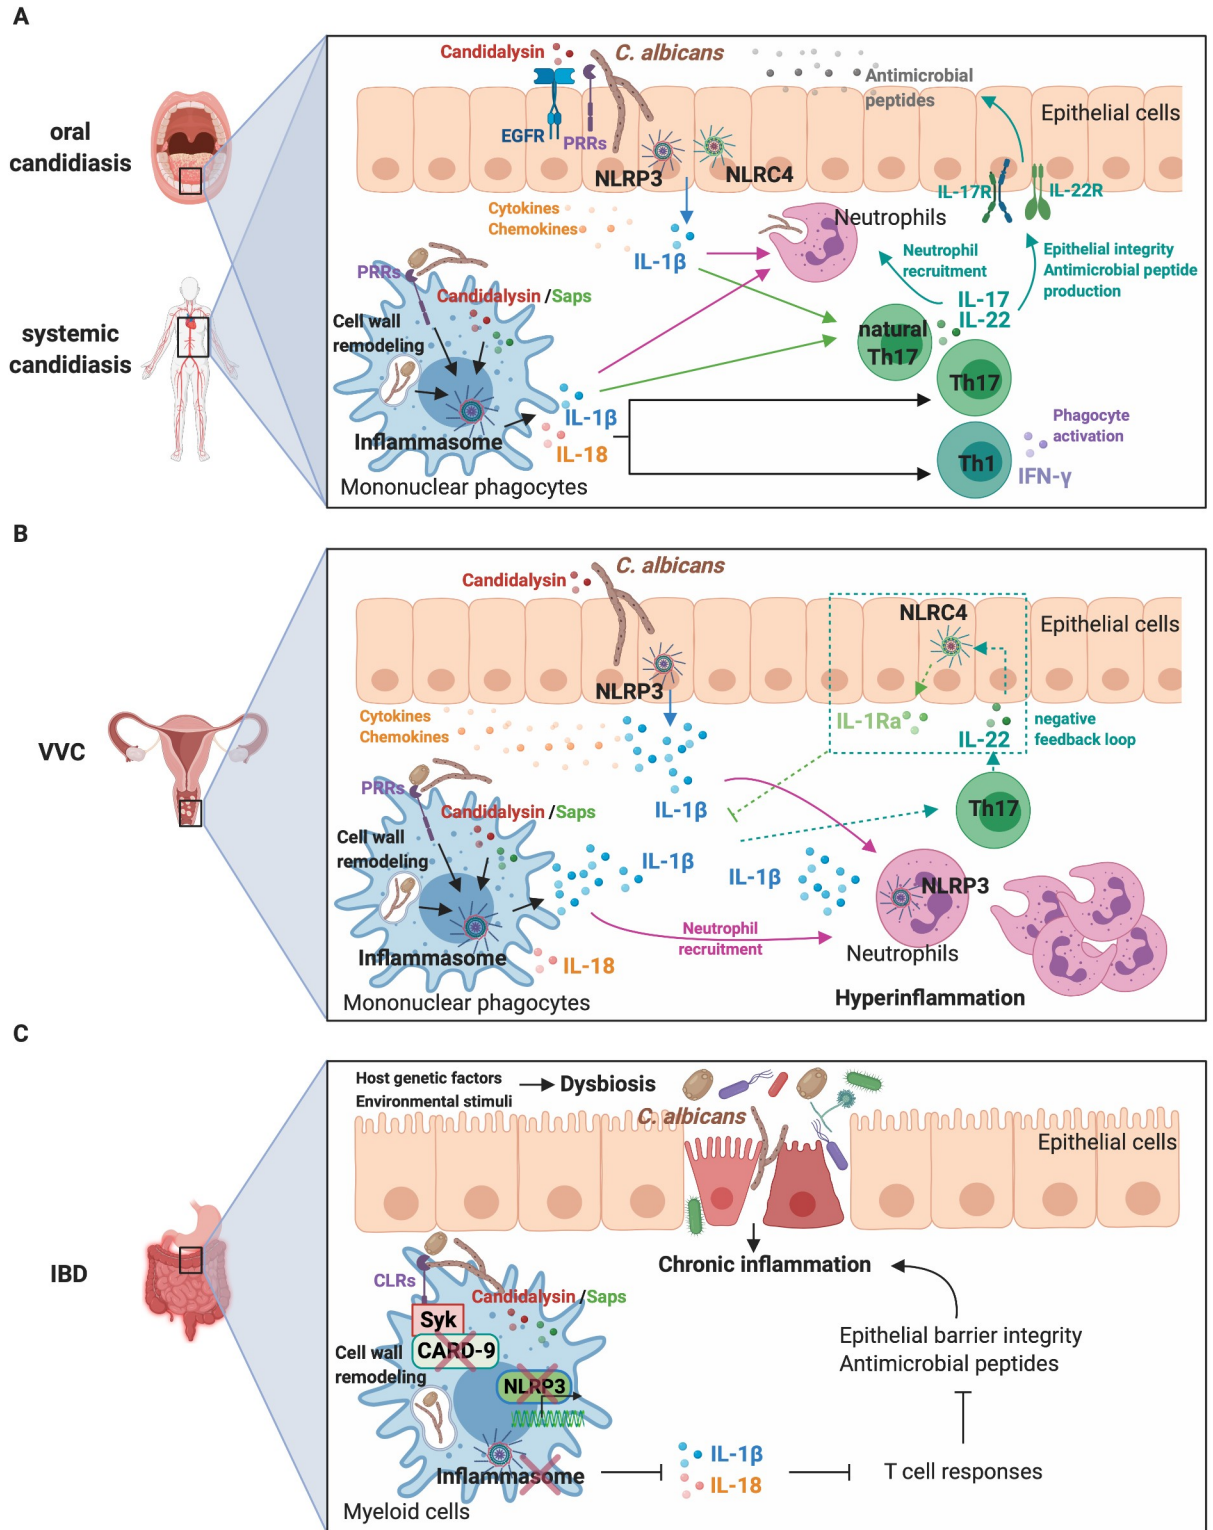 A
oral
candidiasis
systemic
candidiasis
Candidalysin
C. albicans
Antimicrobial
peptides
Epithelial cells
EGFR
PRRs
NLRP3
NLRC4
IL-17R
IL-22R
Cytokines
Chemokines
IL-1β
Neutrophils
Neutrophil
recruitment
Epithelial integrity
Antimicrobial peptide
production
PRRs
Candidalysin /Saps
Cell wall
remodeling
IL-17
IL-22
natural
Th17
Th17
Inflammasome
IL-1β
IL-18
Phagocyte
activation
Th1
IFN-γ
Mononuclear phagocytes
B
VVC
Candidalysin
C. albicans
NLRC4
Epithelial cells
NLRP3
Cytokines
Chemokines
IL-1Ra
IL-22
negative
feedback loop
PRRs
Candidalysin /Saps
Cell wall
remodeling
IL-1β
Th17
IL-1β
IL-1β
NLRP3
Neutrophil
recruitment
Inflammasome
IL-18
Neutrophils
Mononuclear phagocytes
Hyperinflammation
C
IBD
Host genetic factors
Environmental stimuli
Dysbiosis
C. albicans
Epithelial cells
Chronic inflammation
CLRs
Candidalysin /Saps
Syk
CARD-9
Cell wall
remodeling
NLRP3
Epithelial barrier integrity
Antimicrobial peptides
Inflammasome
IL-1β
IL-18
T cell responses
Myeloid cells